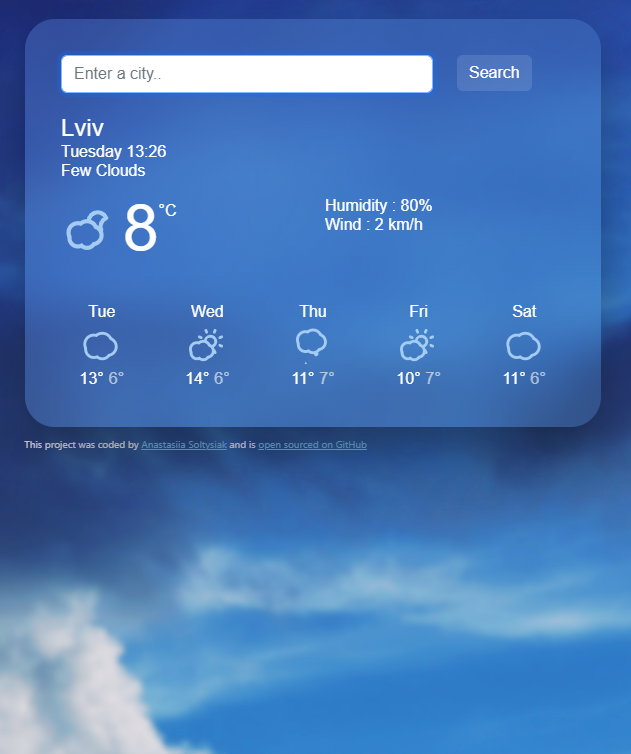 Enter a city..
Search
Lviv
Tuesday 13:26
Few Clouds
8 °C
Humidity : 80%
Wind : 2 km/h
Tue Wed Thu Fri Sat
13° 6° 14° 6° 11° 7° 10° 7° 11° 6°
This project was coded by Anastasiia Soltysiak and is open sourced on GitHub